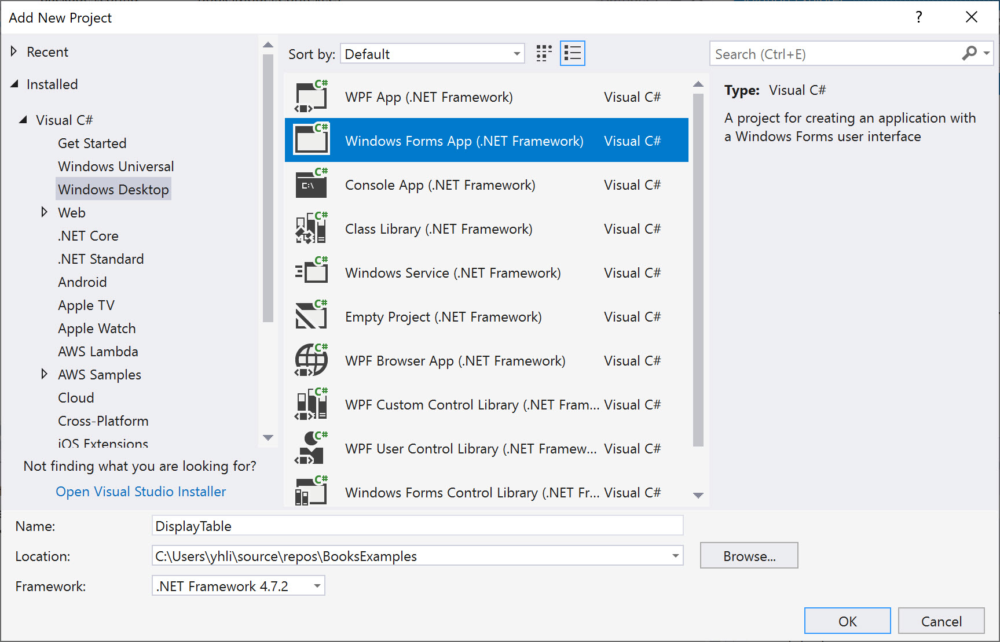 Add New Project
?
Recent
Installed
Visual C#
Get Started
Windows Universal
Windows Desktop
Web
.NET Core
.NET Standard
Android
Apple TV
Apple Watch
AWS Lambda
AWS Samples
Cloud
Cross-Platform
iOS Extensions
Not finding what you are looking for?
Open Visual Studio Installer
Sort by: Default
WPF App (.NET Framework) Visual C#
Windows Forms App (.NET Framework) Visual C#
Console App (.NET Framework) Visual C#
Class Library (.NET Framework) Visual C#
Windows Service (.NET Framework) Visual C#
Empty Project (.NET Framework) Visual C#
WPF Browser App (.NET Framework) Visual C#
WPF Custom Control Library (.NET Fram... Visual C#
WPF User Control Library (.NET Framew... Visual C#
Windows Forms Control Library (.NET Fr... Visual C#
Search (Ctrl+E)
Type: Visual C#
A project for creating an application with
a Windows Forms user interface
Name: DisplayTable
Location: C:\Users\yhli\source\repos\BooksExamples
Browse...
Framework: .NET Framework 4.7.2
OK
Cancel